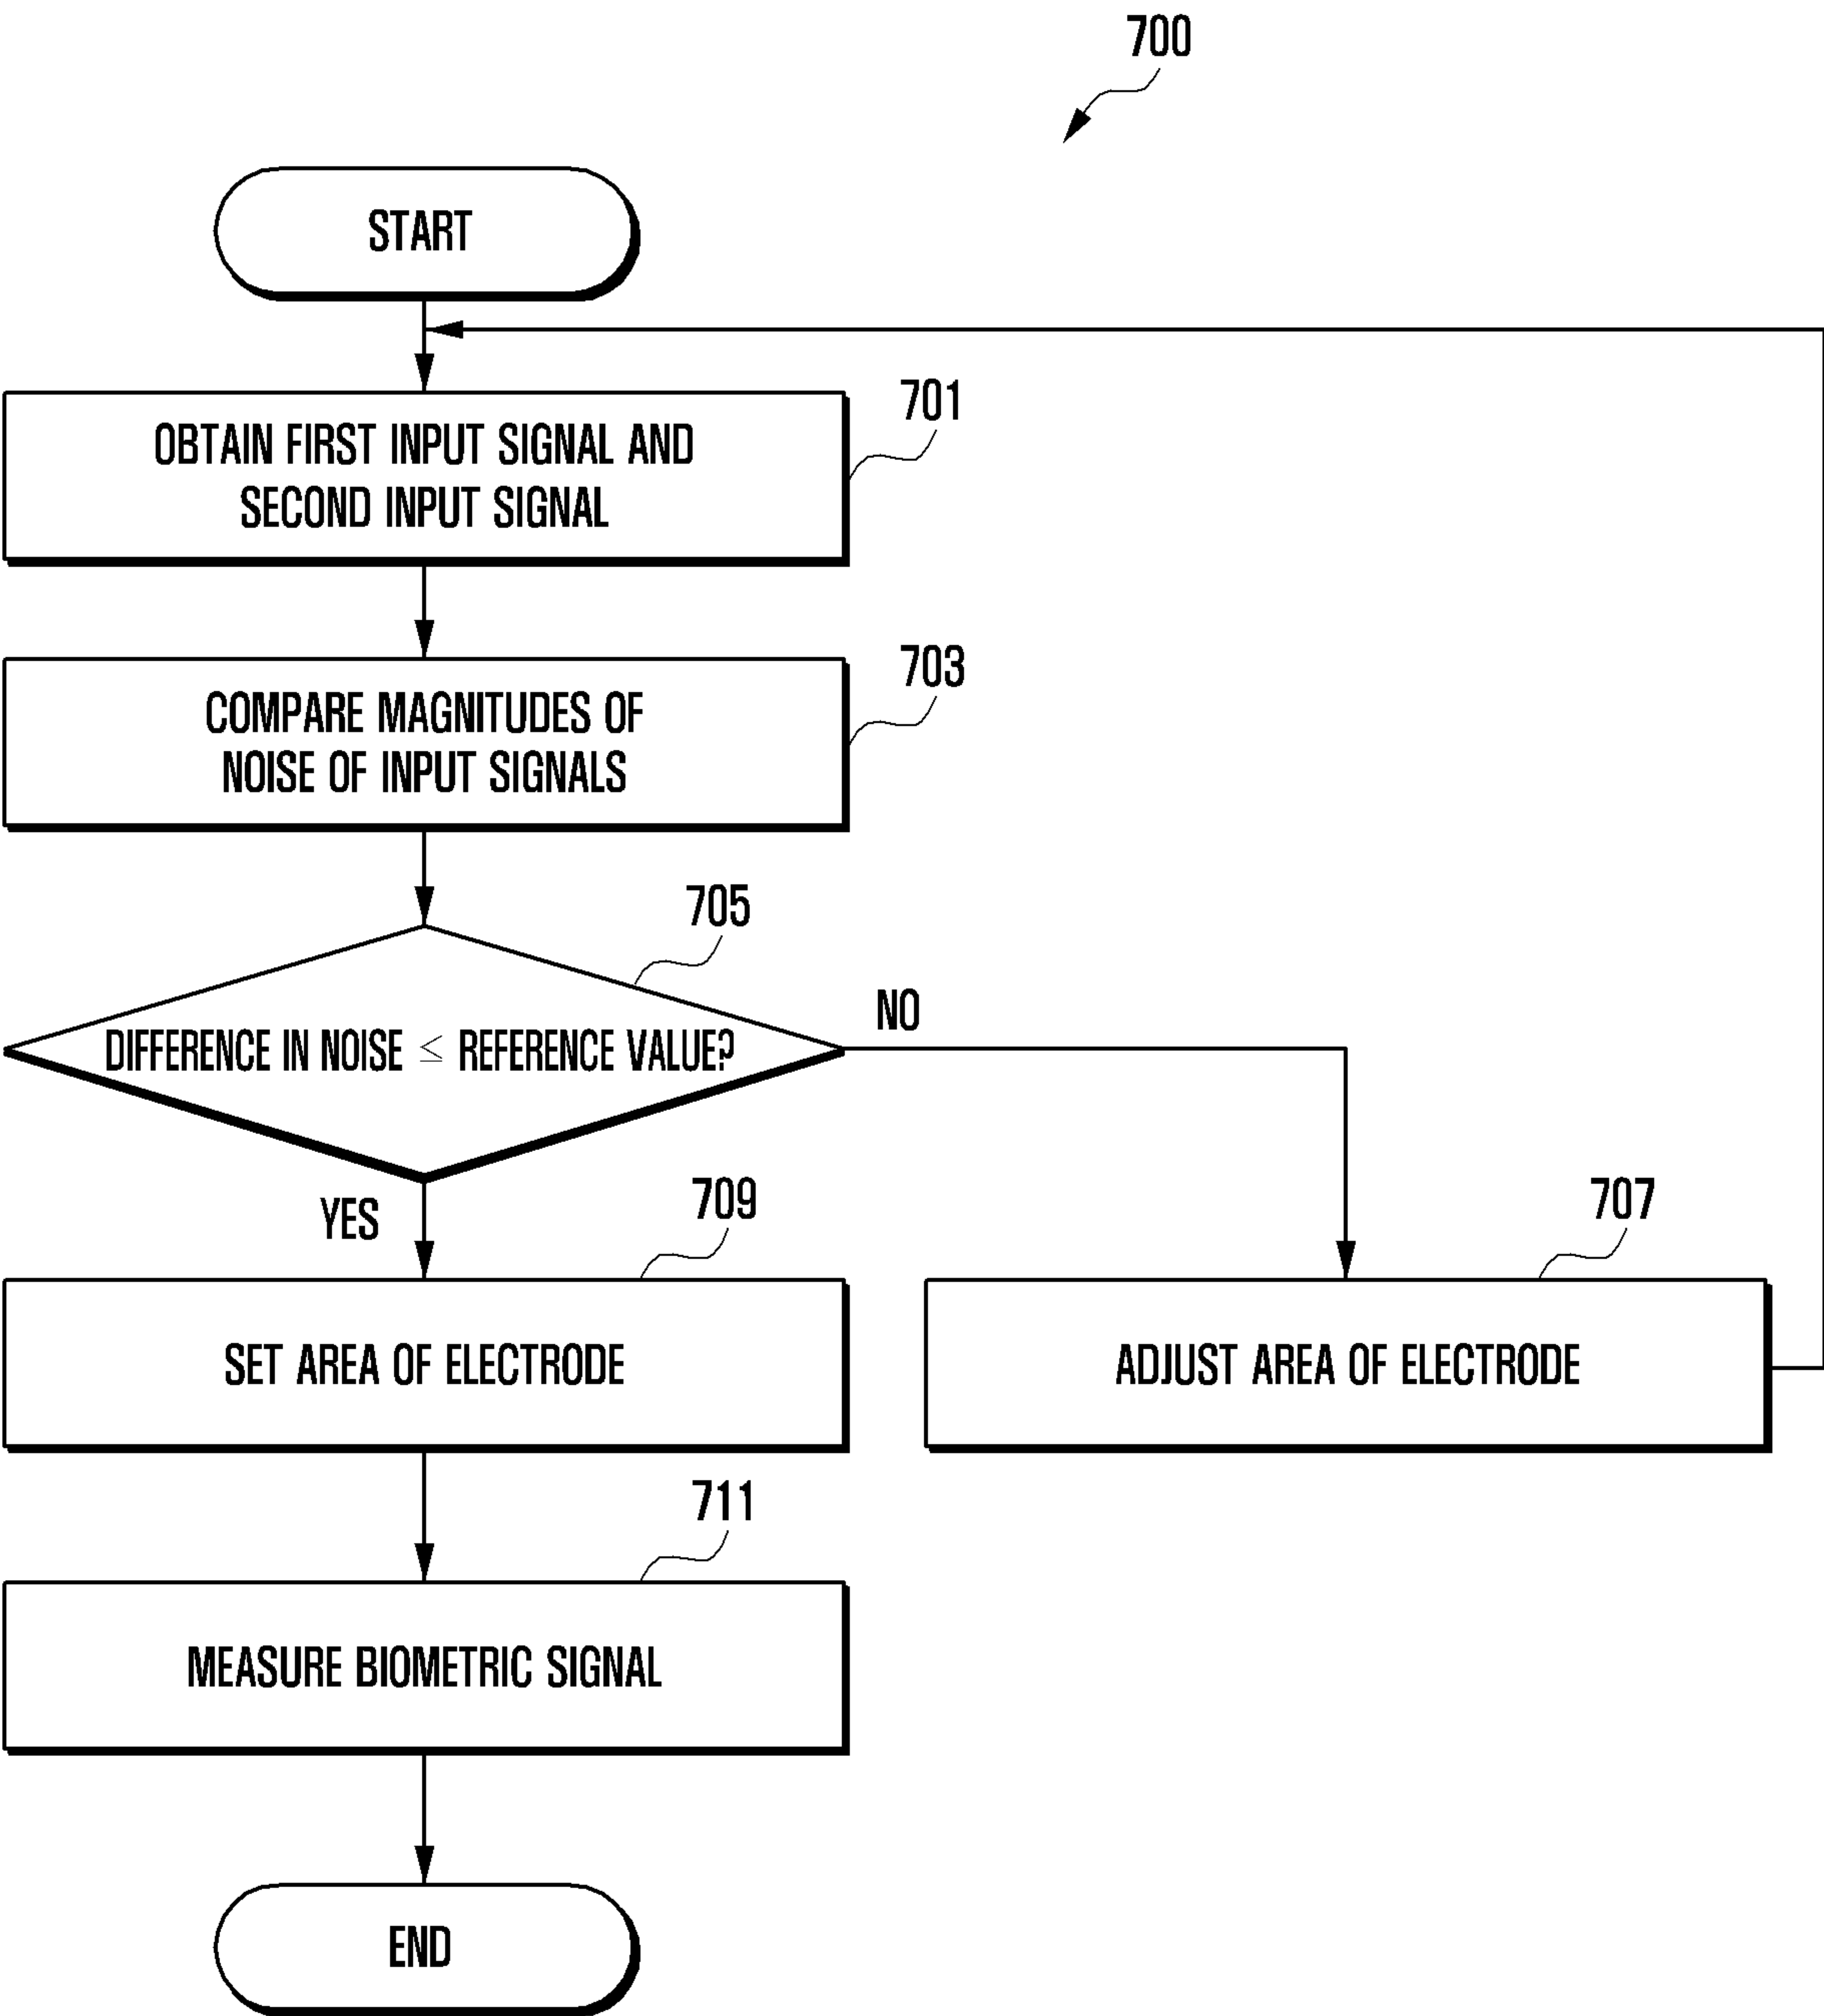 700
START
701
OBTAIN FIRST INPUT SIGNAL AND
SECOND INPUT SIGNAL
703
COMPARE MAGNITUDES OF
NOISE OF INPUT SIGNALS
705
DIFFERENCE IN NOISE ≤ REFERENCE VALUE?
NO
YES
709
SET AREA OF ELECTRODE
707
ADJUST AREA OF ELECTRODE
711
MEASURE BIOMETRIC SIGNAL
END